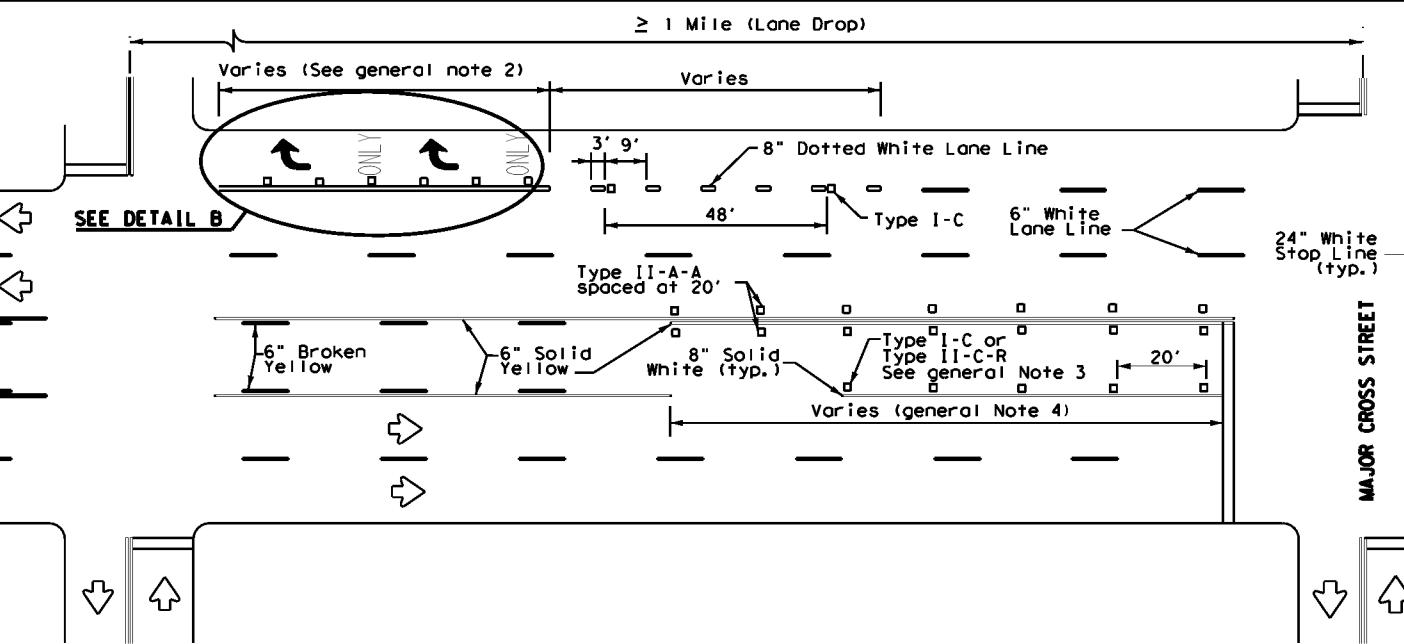 ≥ 1 Mile (Lane Drop)
Varies (See general note 2)
Varies
ONLY
ONLY
3'
9'
8" Dotted White Lane Line
SEE DETAIL B
48'
Type I-C
6" White
Lane Line
24" White
Stop Line
(typ.)
Type II-A-A
spaced at 20'
6" Broken
Yellow
6" Solid
Yellow
8" Solid
White (typ.)
Type I-C or
Type II-C-R
See general Note 3
20'
Varies (general Note 4)
MAJOR CROSS STREET